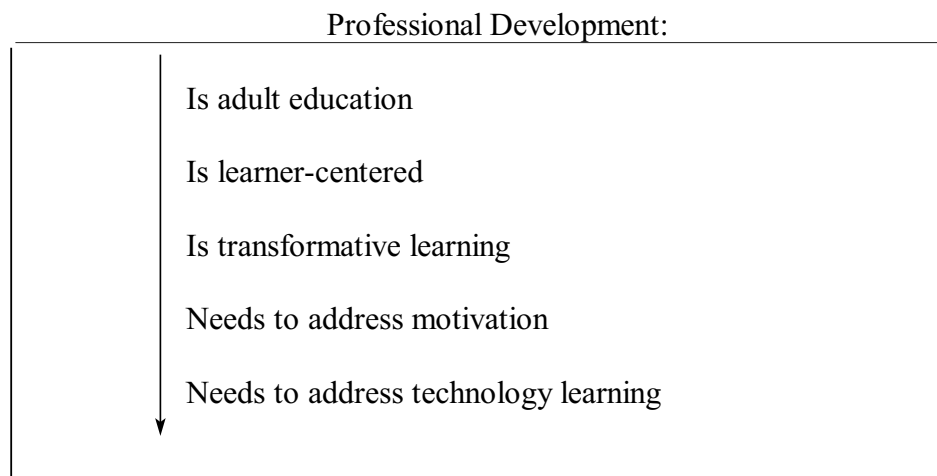 Professional Development:
Is adult education
Is learner-centered
Is transformative learning
Needs to address motivation
Needs to address technology learning